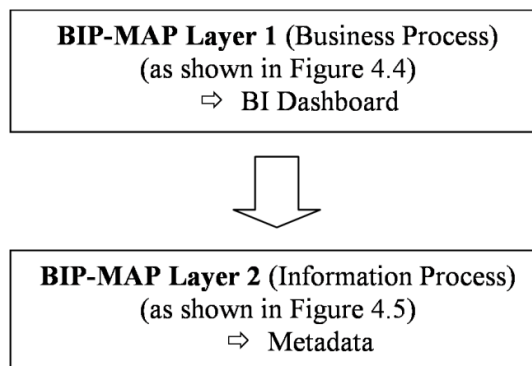 BIP-MAP Layer 1 (Business Process)
(as shown in Figure 4.4)
⇨ BI Dashboard
BIP-MAP Layer 2 (Information Process)
(as shown in Figure 4.5)
⇨ Metadata